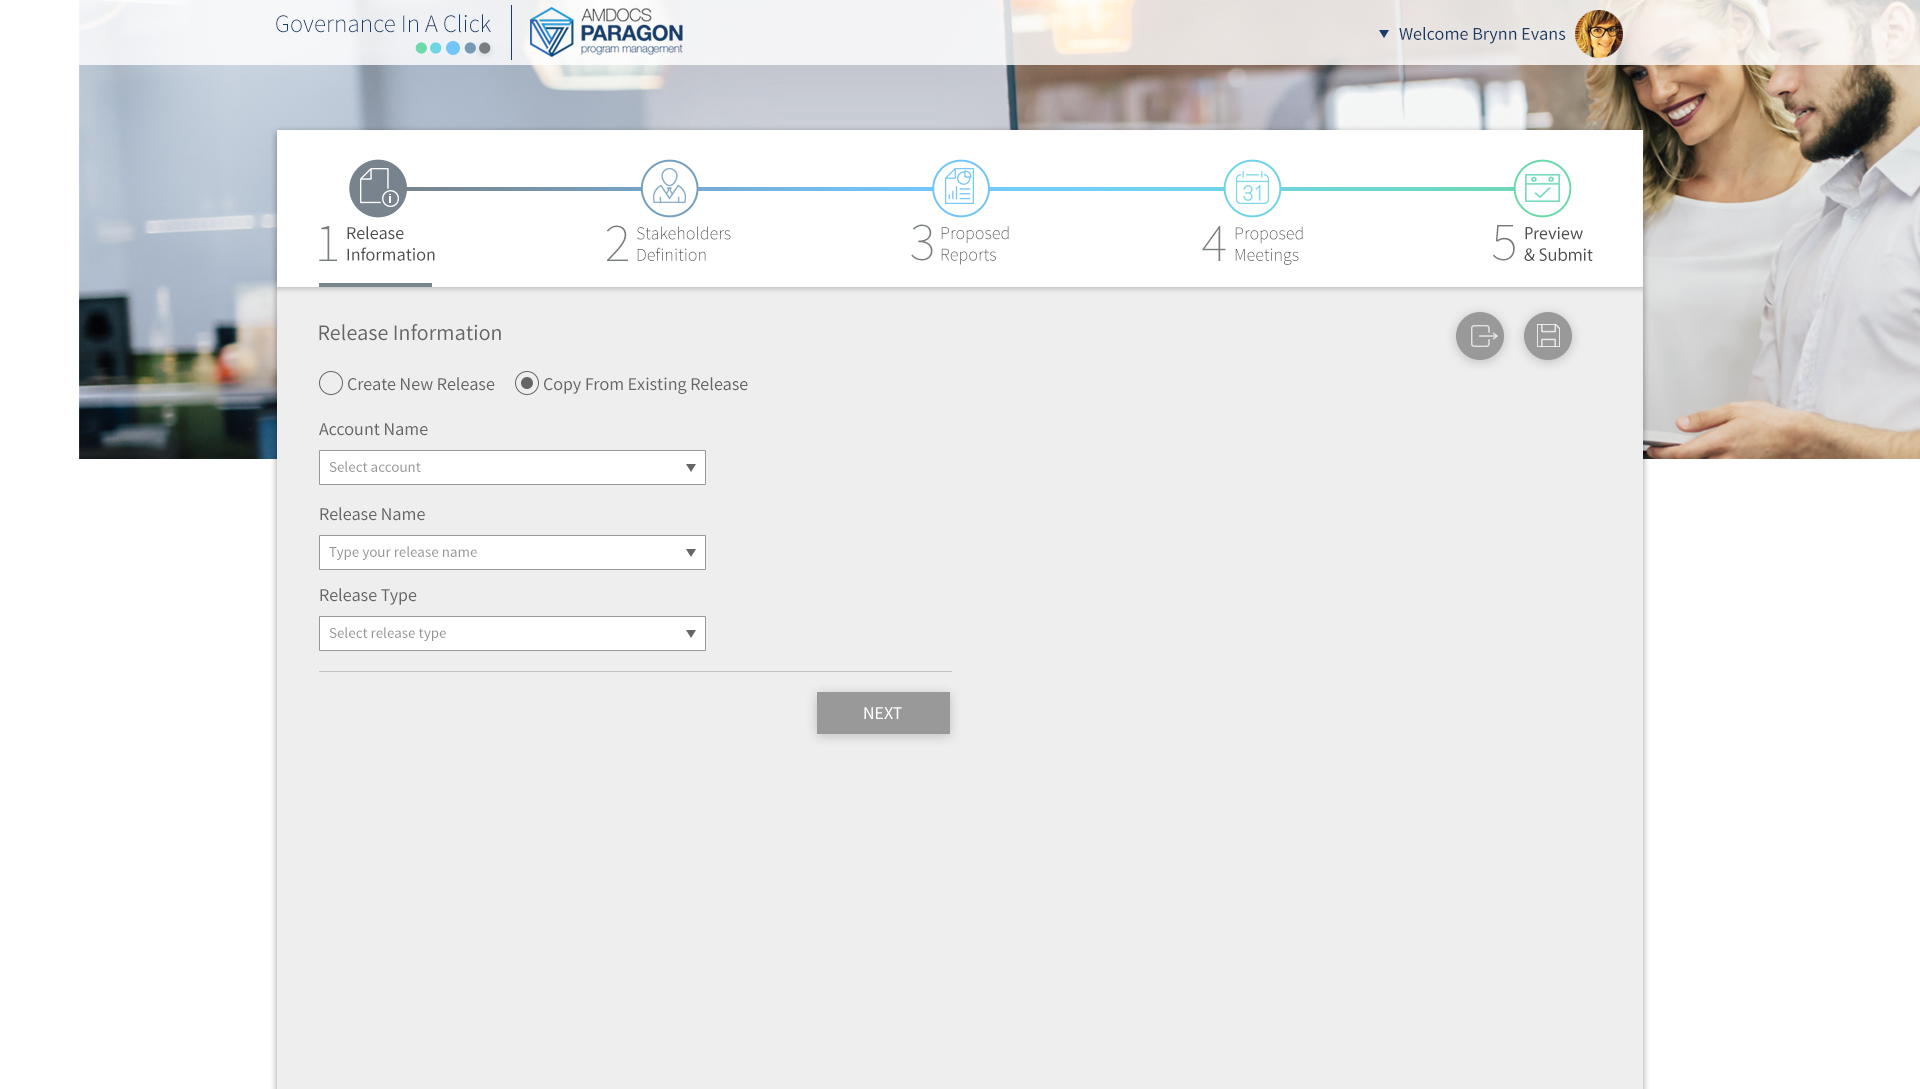 Governance In A Click
AMDOCS
PARAGON
program management
Welcome Brynn Evans
1 Release
Information
2 Stakeholders
Definition
3 Proposed
Reports
31
4 Proposed
Meetings
5 Preview
& Submit
Release Information
Create New Release
Copy From Existing Release
Account Name
Select account
Release Name
Type your release name
Release Type
Select release type
NEXT